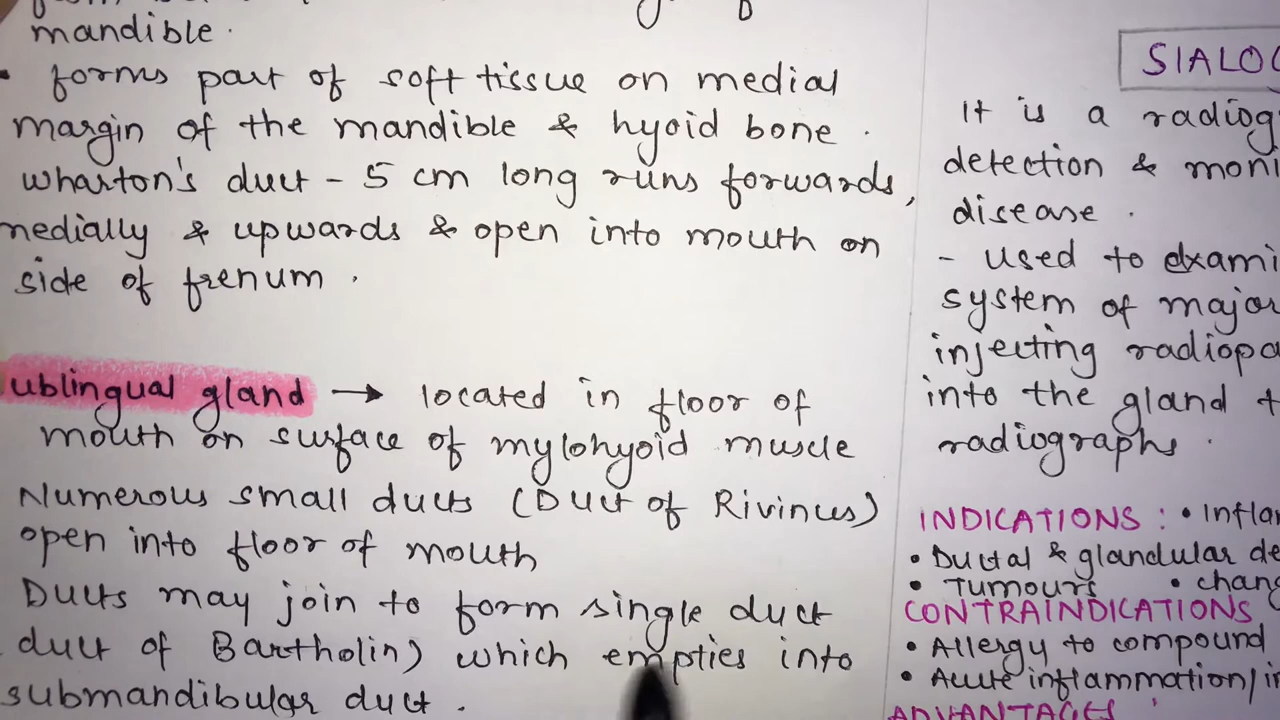 mandible.
• forms part of soft tissue on medial
margin of the mandible & hyoid bone.
Wharton's duct - 5 cm long runs forwards,
medially & upwards & open into mouth on
side of frenum.
ublingual gland → located in floor of
mouth on surface of mylohyoid muscle
Numerous small ducts (Duct of Rivinus)
open into floor of mouth
Ducts may join to form single duct
duct of Bartholin) which empties into
submandibular duct.
SIALO
It is a radiog
detection & moni
disease.
- used to exami
system of major
injecting radiopa
into the gland
radiographs.
INDICATIONS : • Infla
• Ductal & glandular de
• Tumours • chang
CONTRAINDICATIONS
• Allergy to compound
• Acute inflammation/i
ADVANTAGES